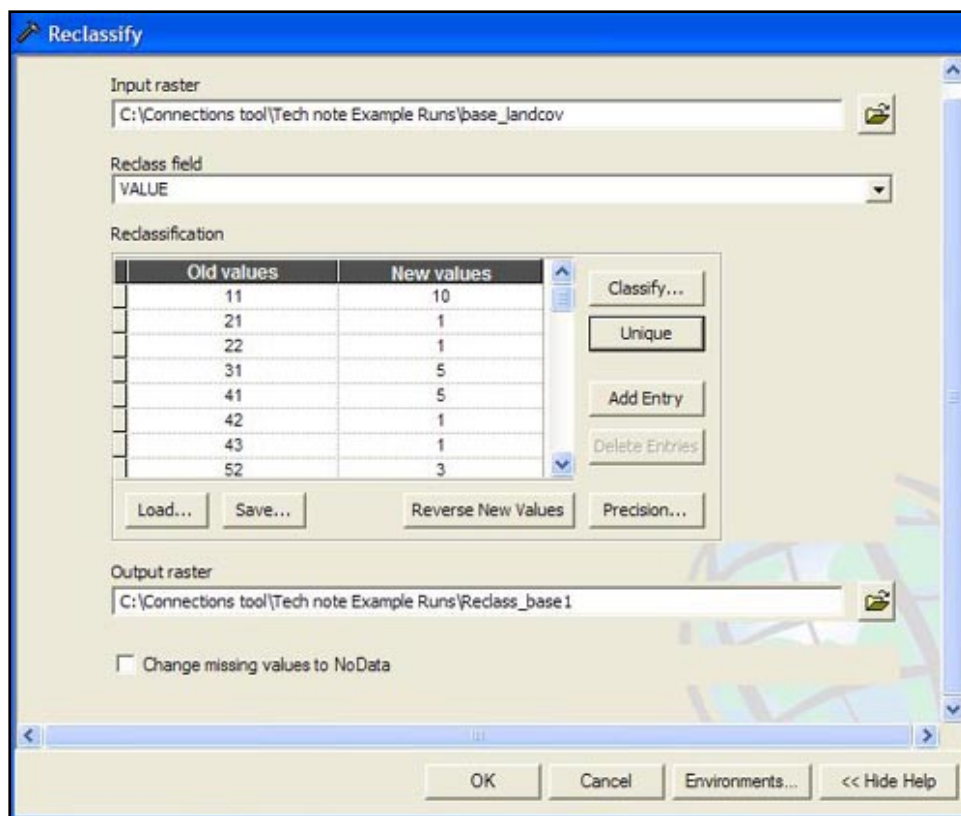 Reclassify
Input raster
C:\Connections tool\Tech note Example Runs\base_landcov
Reclass field
VALUE
Reclassification
Old values New values
11 10
21 1
22 1
31 5
41 5
42 1
43 1
52 3
Classify...
Unique
Add Entry
Delete Entries
Load... Save... Reverse New Values Precision...
Output raster
C:\Connections tool\Tech note Example Runs\Reclass_base1
Change missing values to NoData
OK Cancel Environments... << Hide Help